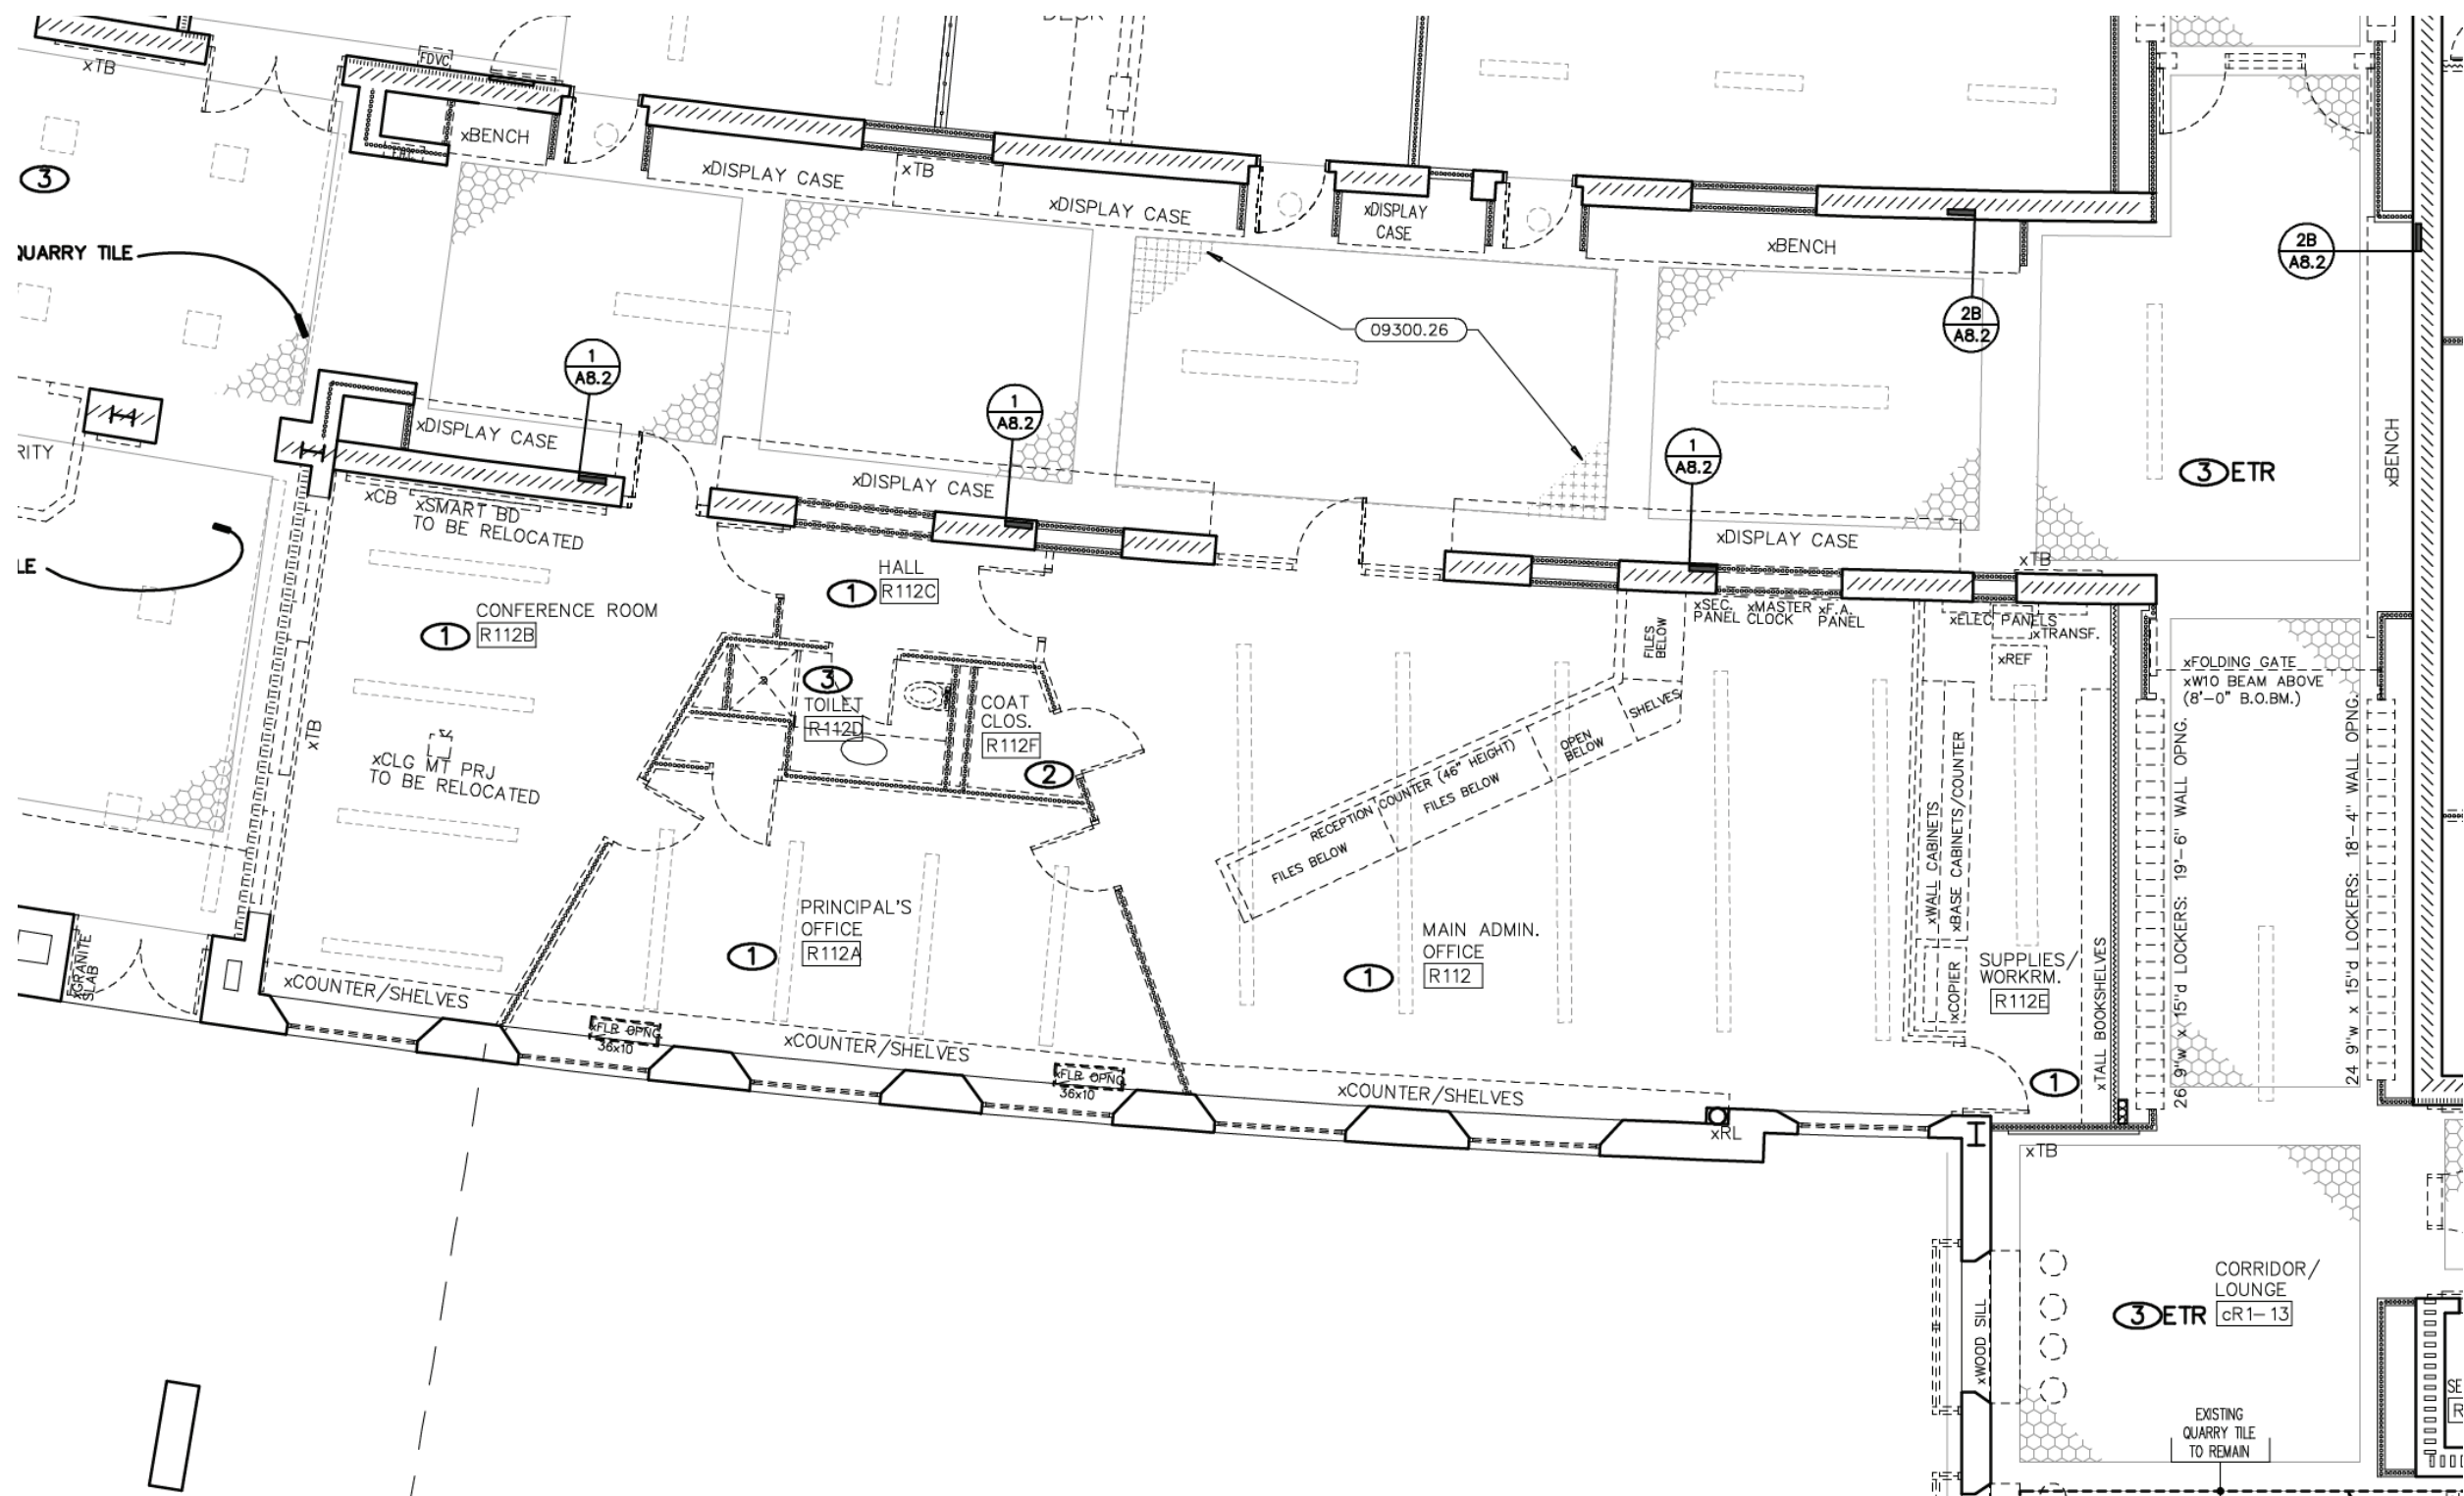 xTB
FDVC
xBENCH
3
xDISPLAY CASE
xTB
xDISPLAY CASE
xDISPLAY
CASE
xBENCH
2B
A8.2
2B
A8.2
QUARRY TILE
09300.26
1
A8.2
1
A8.2
1
A8.2
xDISPLAY CASE
xDISPLAY CASE
xDISPLAY CASE
xTB
3 ETR
xBENCH
RITY
xCB
xSMART BD
TO BE RELOCATED
LE
HALL
1 R112C
CONFERENCE ROOM
1 R112B
xTB
xCLG MT PRJ
TO BE RELOCATED
3
TOILET
R112D
COAT
CLOS.
R112F
2
xSEC.
PANEL
xMASTER
CLOCK
xF.A.
PANEL
FILES
BELOW
SHELVES
OPEN
BELOW
RECEPTION COUNTER (46" HEIGHT)
FILES BELOW
FILES BELOW
xELEC PANELS
xTRANSF.
xREF
xFOLDING GATE
xW10 BEAM ABOVE
(8'-0" B.O.BM.)
xWALL CABINETS
xBASE CABINETS/COUNTER
xCOPIER
SUPPLIES/
WORKRM.
R112E
1
xTALL BOOKSHELVES
26 9"w x 15"d LOCKERS: 19'-6" WALL OPNG.
24 9"w x 15"d LOCKERS: 18'-4" WALL OPNG.
PRINCIPAL'S
OFFICE
1 R112A
MAIN ADMIN.
OFFICE
1 R112
xGRANITE
SLAB
xCOUNTER/SHELVES
xFLR OPNG
36x10
xCOUNTER/SHELVES
xFLR OPNG
36x10
xCOUNTER/SHELVES
xRL
xTB
CORRIDOR/
LOUNGE
3 ETR cR1-13
xWOOD SILL
EXISTING
QUARRY TILE
TO REMAIN
SE
R